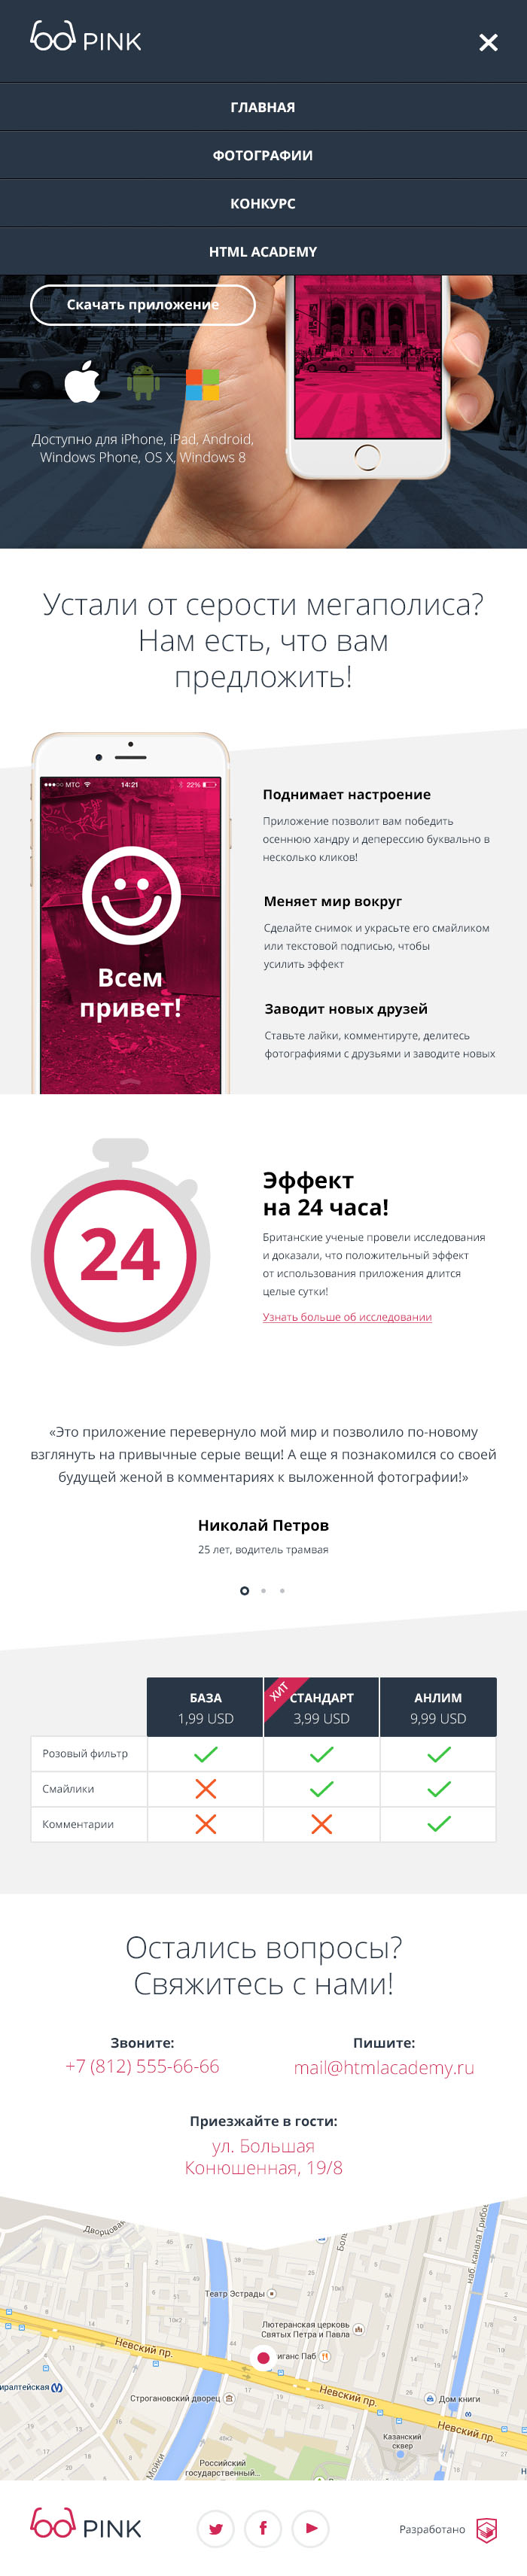 PINK
ГЛАВНАЯ
ФОТОГРАФИИ
КОНКУРС
HTML ACADEMY
Скачать приложение
Доступно для iPhone, iPad, Android,
Windows Phone, OS X, Windows 8
Устали от серости мегаполиса?
Нам есть, что вам
предложить!
МТС 14:21 22%
Всем
привет!
Поднимает настроение
Приложение позволит вам победить
осеннюю хандру и деперессию буквально в
несколько кликов!
Меняет мир вокруг
Сделайте снимок и украсьте его смайликом
или текстовой подписью, чтобы
усилить эффект
Заводит новых друзей
Ставьте лайки, комментируте, делитесь
фотографиями с друзьями и заводите новых
24
Эффект
на 24 часа!
Британские ученые провели исследования
и доказали, что положительный эффект
от использования приложения длится
целые сутки!
Узнать больше об исследовании
«Это приложение перевернуло мой мир и позволило по-новому
взглянуть на привычные серые вещи! А еще я познакомился со своей
будущей женой в комментариях к выложенной фотографии!»
Николай Петров
25 лет, водитель трамвая
ХИТ
БАЗА СТАНДАРТ АНЛИМ
1,99 USD 3,99 USD 9,99 USD
Розовый фильтр
Смайлики
Комментарии
Остались вопросы?
Свяжитесь с нами!
Звоните: Пишите:
+7 (812) 555-66-66 mail@htmlacademy.ru
Приезжайте в гости:
ул. Большая
Конюшенная, 19/8
Театр Эстрады
Лютеранская церковь
Святых Петра и Павла
Невский пр.
Паб
Строгановский дворец
Невский пр.
Дом книги
Казанский
сквер
Невский пр.
Мойки
Российский
государственный...
PINK
Разработано